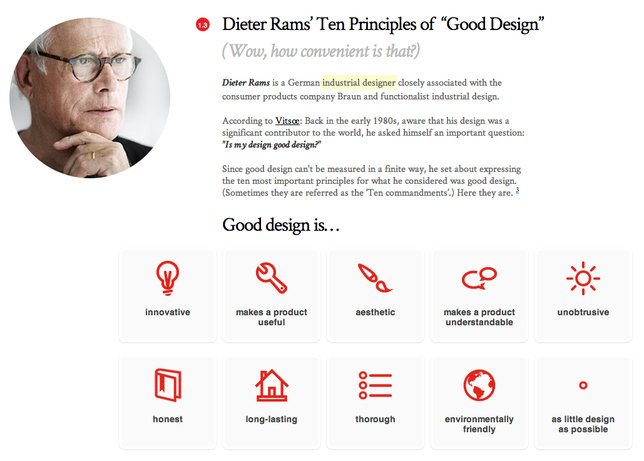 1.3
Dieter Rams' Ten Principles of “Good Design”
(Wow, how convenient is that?)
Dieter Rams is a German industrial designer closely associated with the
consumer products company Braun and functionalist industrial design.
According to Vitsœ: Back in the early 1980s, aware that his design was a
significant contributor to the world, he asked himself an important question:
"Is my design good design?"
Since good design can't be measured in a finite way, he set about expressing
the ten most important principles for what he considered was good design.
(Sometimes they are referred as the 'Ten commandments'.) Here they are. 3
Good design is…
innovative
makes a product
useful
aesthetic
makes a product
understandable
unobtrusive
honest
long-lasting
thorough
environmentally
friendly
as little design
as possible